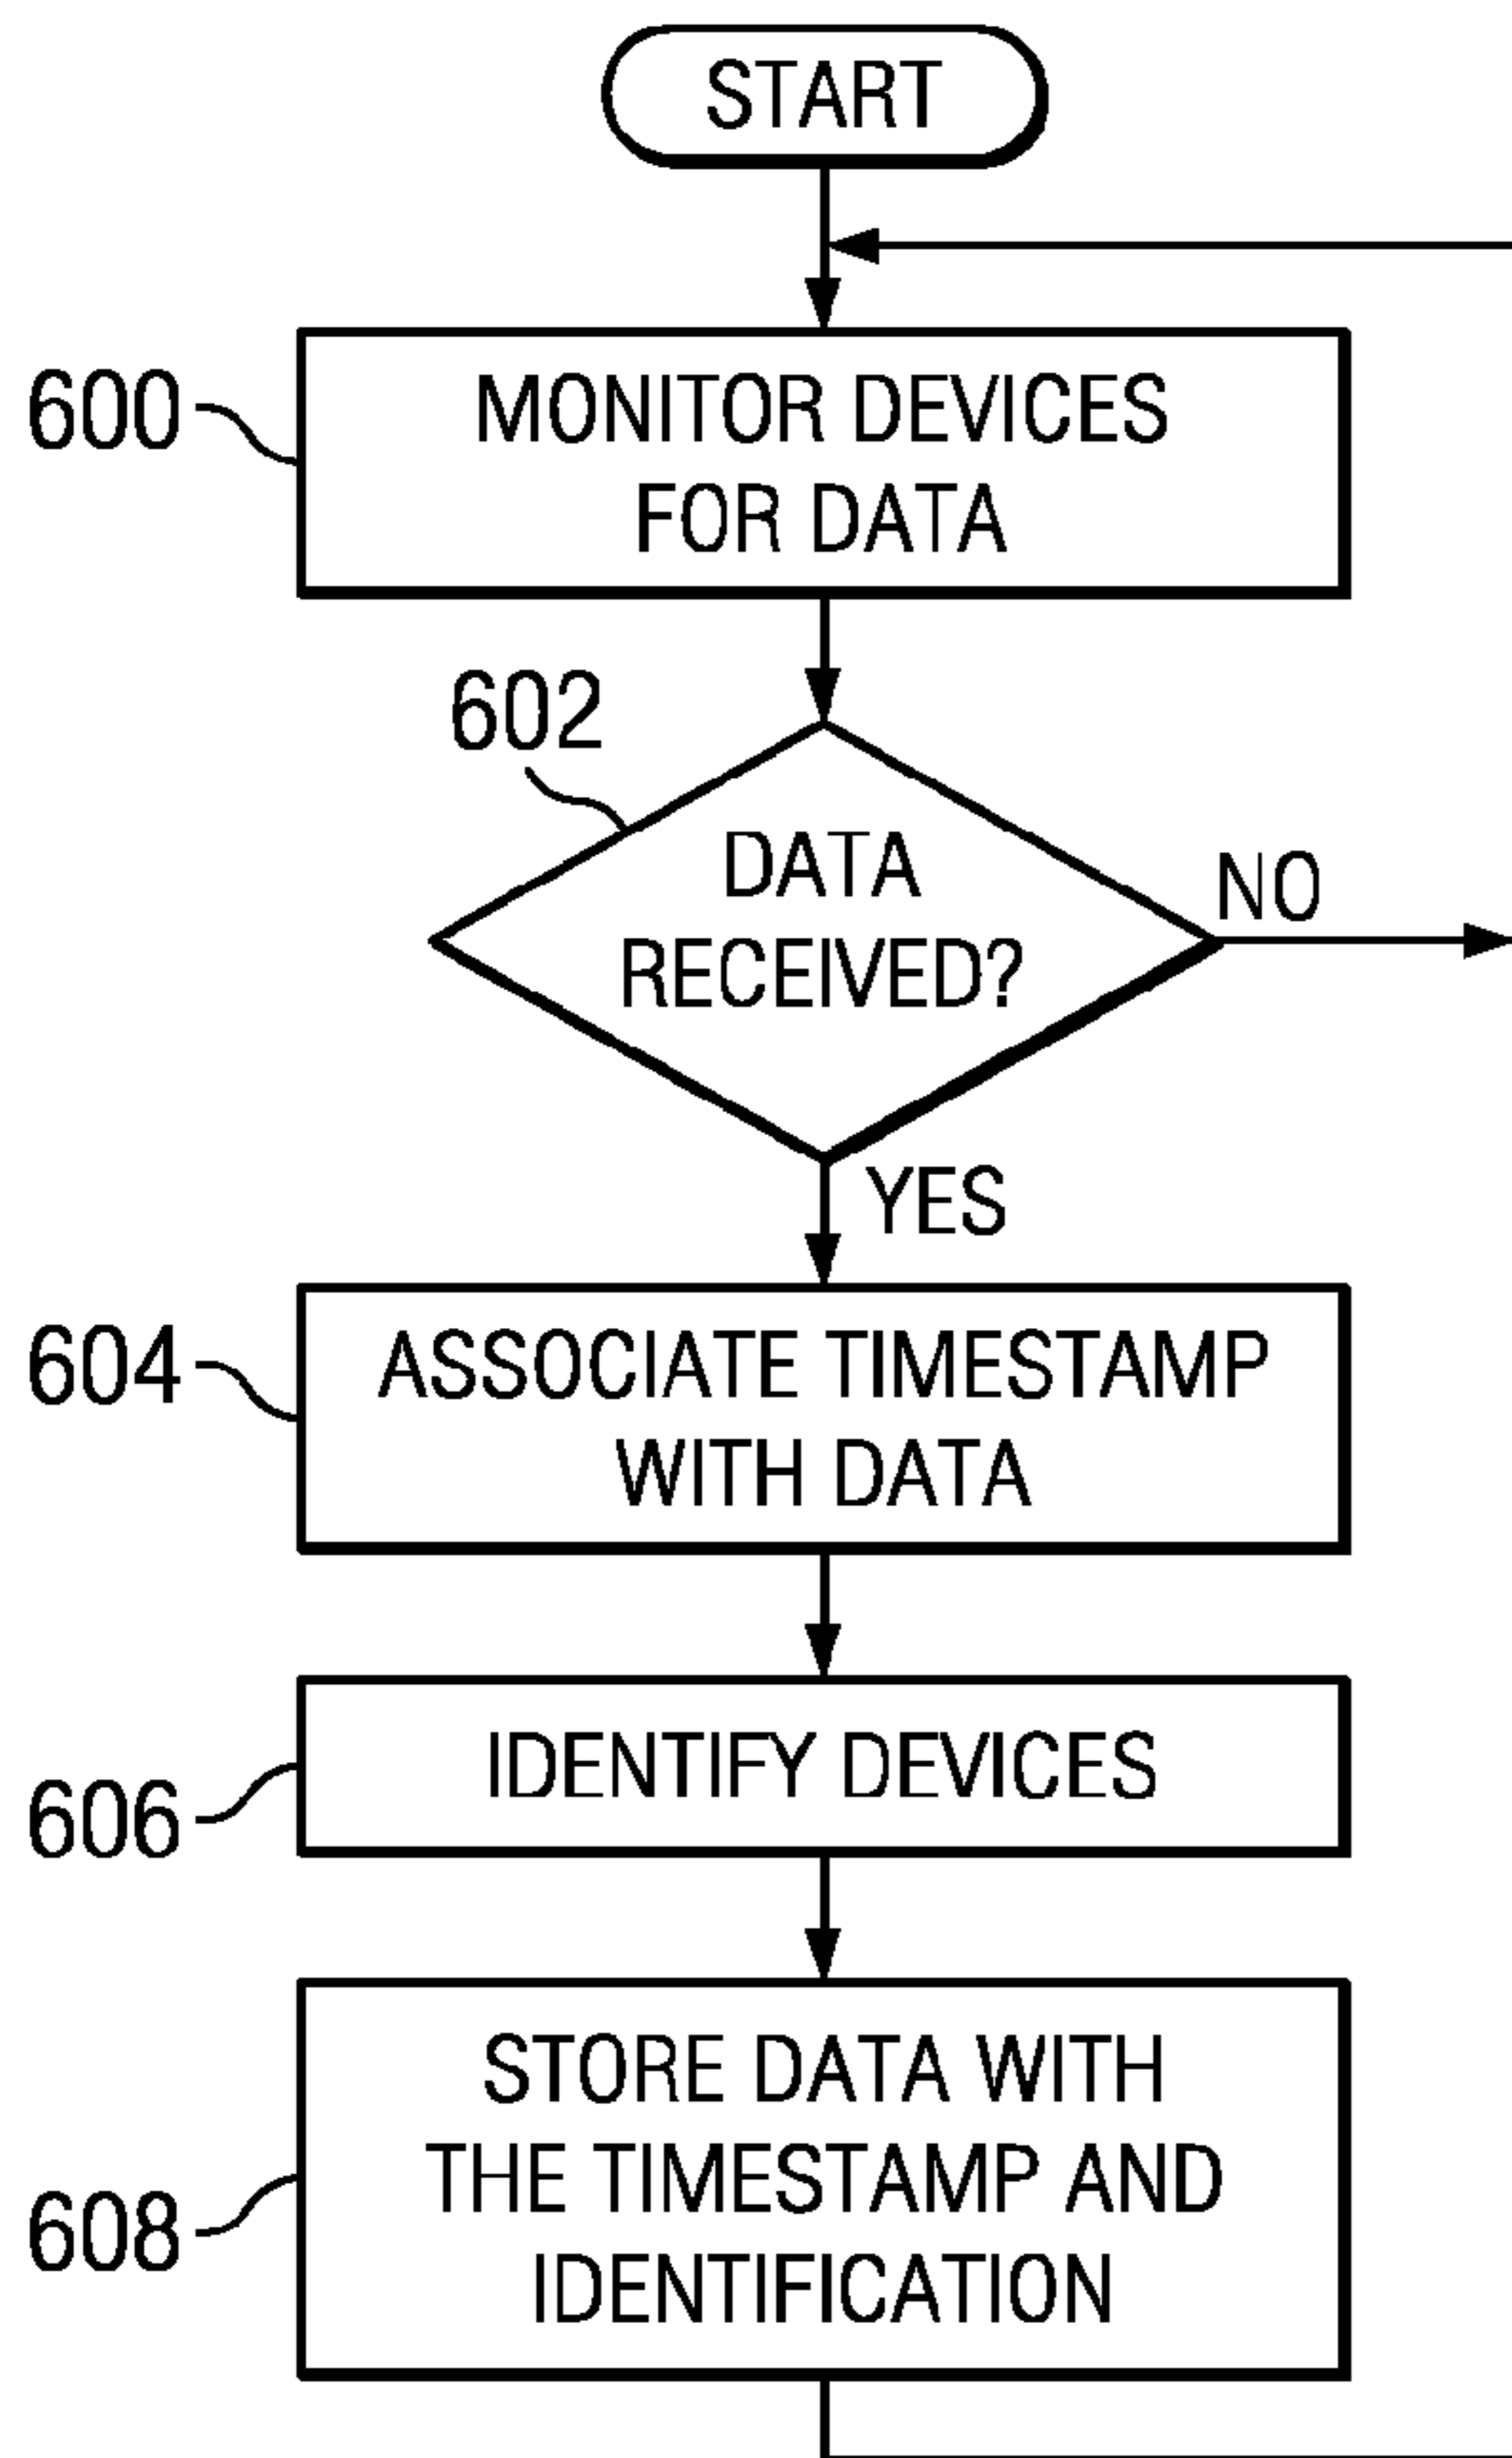 START
600
MONITOR DEVICES
FOR DATA
602
DATA
RECEIVED?
NO
YES
604
ASSOCIATE TIMESTAMP
WITH DATA
606
IDENTIFY DEVICES
608
STORE DATA WITH
THE TIMESTAMP AND
IDENTIFICATION